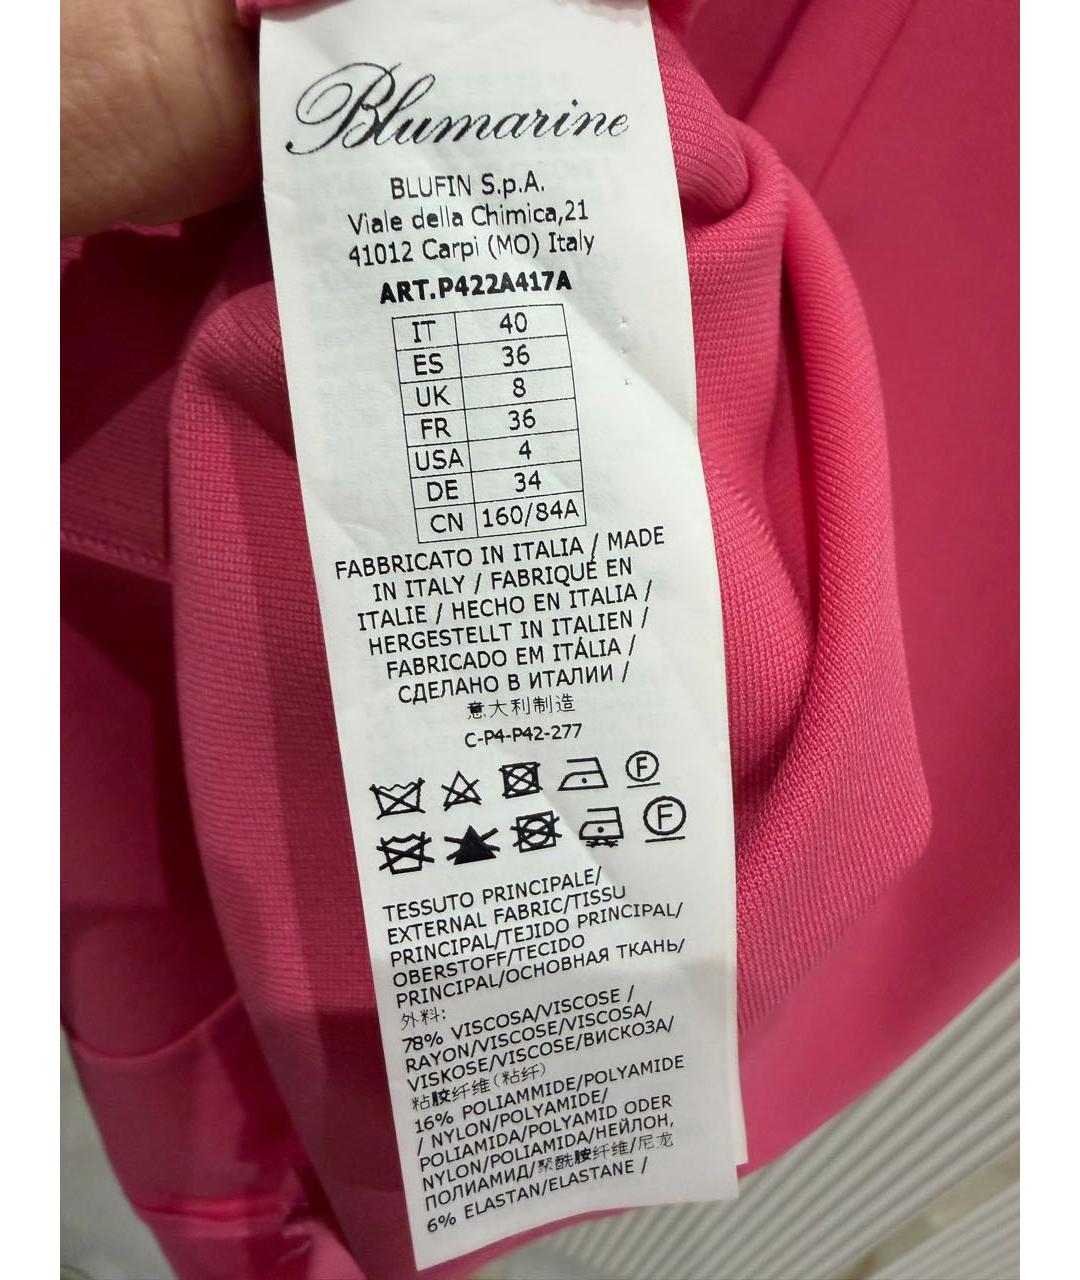 Blumarine
BLUFIN S.p.A.
Viale della Chimica,21
41012 Carpi (MO) Italy
ART.P422A417A
IT 40
ES 36
UK 8
FR 36
USA 4
DE 34
CN 160/84A
FABBRICATO IN ITALIA / MADE
IN ITALY / FABRIQUÉ EN
ITALIE / HECHO EN ITALIA /
HERGESTELLT IN ITALIEN /
FABRICADO EM ITÁLIA /
СДЕЛАНО В ИТАЛИИ /
意大利制造
C-P4-P42-277
F
F
TESSUTO PRINCIPALE/
EXTERNAL FABRIC/TISSU
PRINCIPAL/TEJIDO PRINCIPAL/
OBERSTOFF/TECIDO
PRINCIPAL/ОСНОВНАЯ ТКАНЬ/
外料:
78% VISCOSA/VISCOSE /
RAYON/VISCOSE/VISCOSA/
VISKOSE/VISCOSE/ВИСКОЗА/
粘胶纤维(粘纤)
16% POLIAMMIDE/POLYAMIDE
/ NYLON/POLYAMIDE/
POLIAMIDA/POLYAMID ODER
NYLON/POLIAMIDA/НЕЙЛОН,
ПОЛИАМИД/聚酰胺纤维/尼龙
6% ELASTAN/ELASTANE /